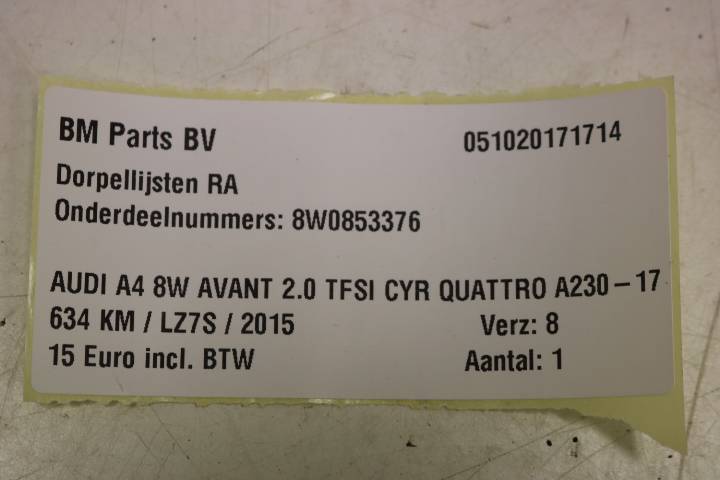 BM Parts BV 051020171714
Dorpellijsten RA
Onderdeelnummers: 8W0853376
AUDI A4 8W AVANT 2.0 TFSI CYR QUATTRO A230-17
634 KM / LZ7S / 2015 Verz: 8
15 Euro incl. BTW Aantal: 1